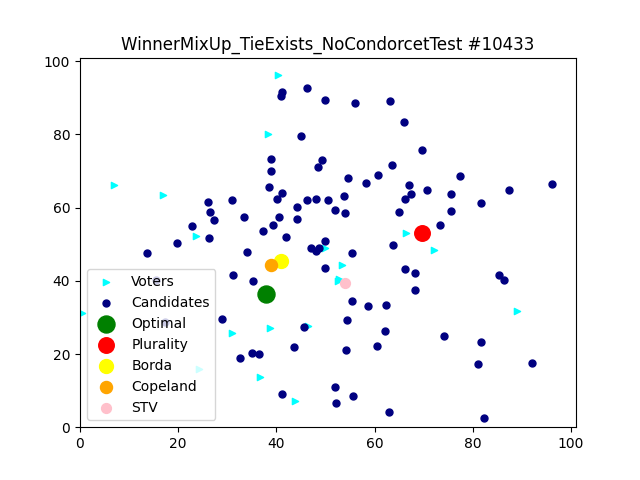 WinnerMixUp_TieExists_NoCondorcetTest #10433
100
80
60
40
20
0
0 20 40 60 80 100
Voters
Candidates
Optimal
Plurality
Borda
Copeland
STV